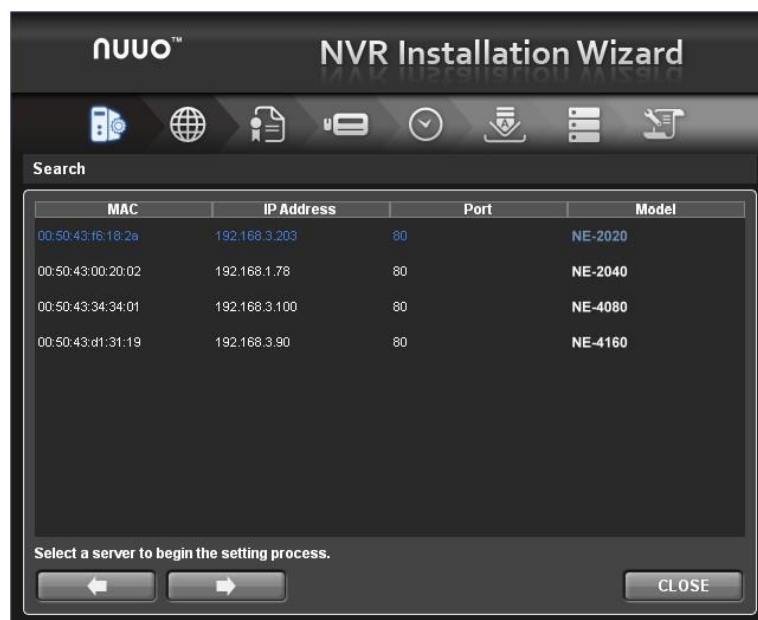 nuuo™ NVR Installation Wizard
Search
MAC IP Address Port Model
00:50:43:f6:18:2a 192.168.3.203 80 NE-2020
00:50:43:00:20:02 192.168.1.78 80 NE-2040
00:50:43:34:34:01 192.168.3.100 80 NE-4080
00:50:43:d1:31:19 192.168.3.90 80 NE-4160
Select a server to begin the setting process.
CLOSE